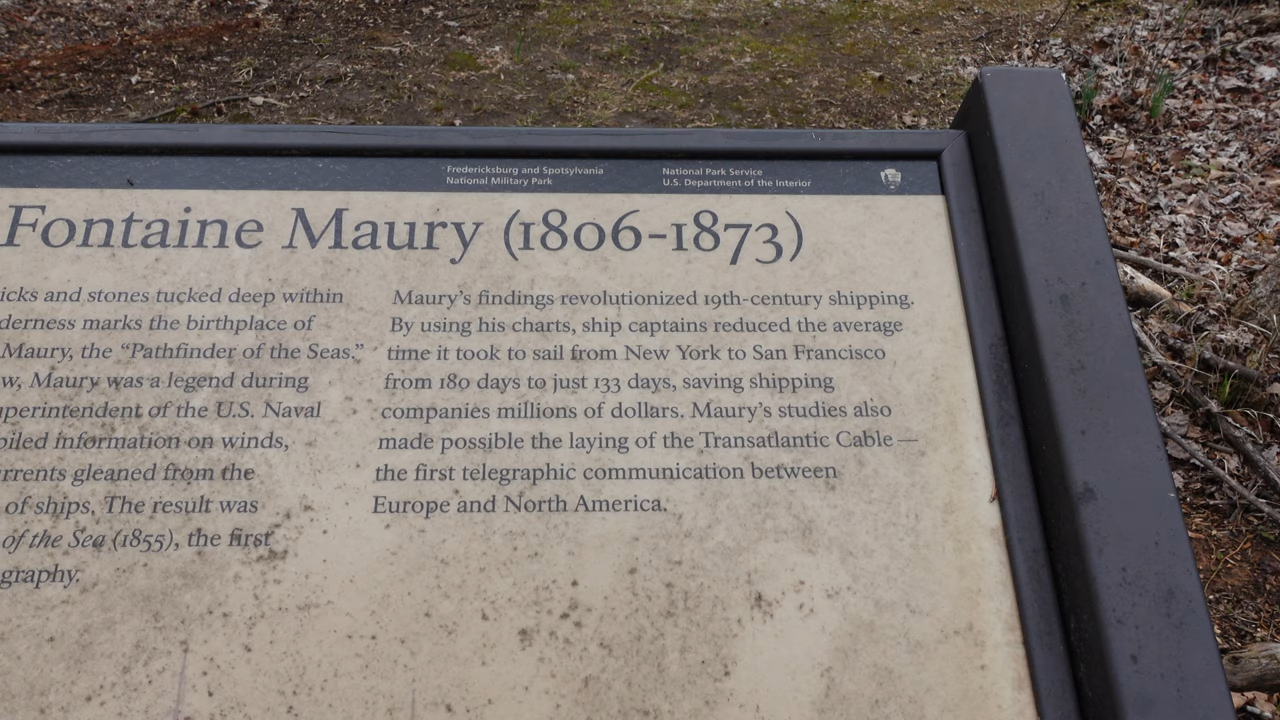 Fredericksburg and Spotsylvania
National Military Park
National Park Service
U.S. Department of the Interior
Fontaine Maury (1806-1873)
and stones tucked deep within
marks the birthplace of
Maury, the “Pathfinder of the Seas.”
Maury was a legend during
of the U.S. Naval
information on winds,
gleaned from the
of ships. The result was
of the Sea (1855), the first
Maury’s findings revolutionized 19th-century shipping.
By using his charts, ship captains reduced the average
time it took to sail from New York to San Francisco
from 180 days to just 133 days, saving shipping
companies millions of dollars. Maury’s studies also
made possible the laying of the Transatlantic Cable—
the first telegraphic communication between
Europe and North America.